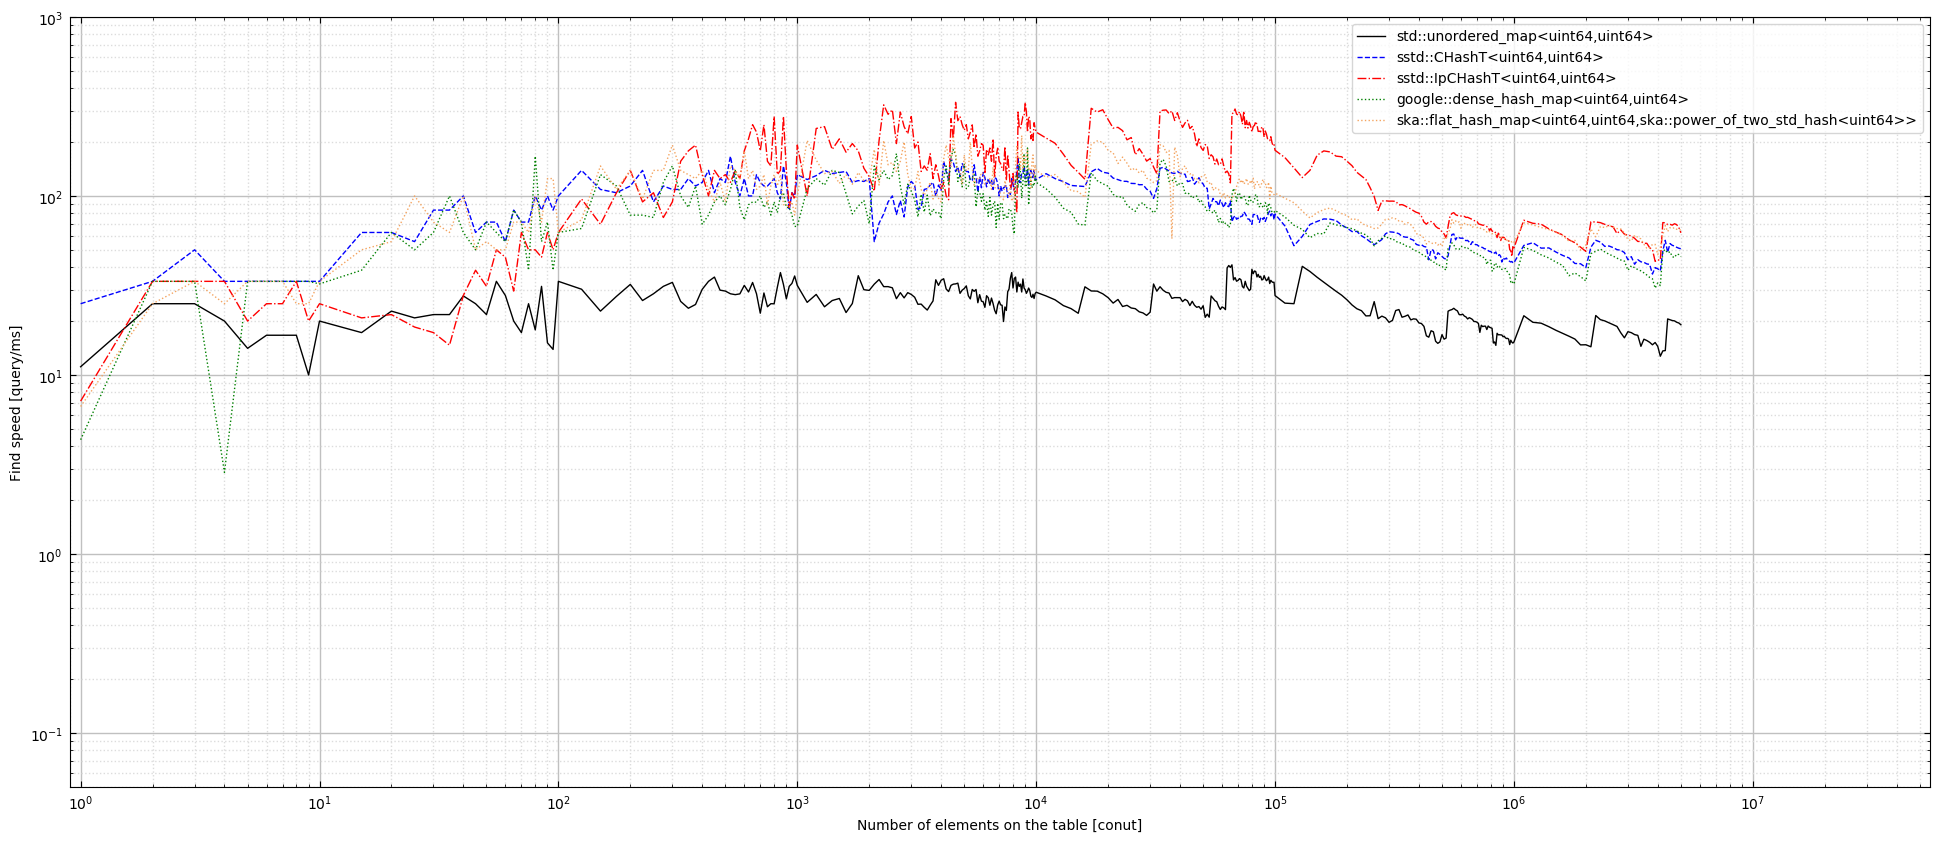 std::unordered_map<uint64,uint64>
sstd::CHashT<uint64,uint64>
sstd::IpCHashT<uint64,uint64>
google::dense_hash_map<uint64,uint64>
ska::flat_hash_map<uint64,uint64,ska::power_of_two_std_hash<uint64>>
Find speed [query/ms]
10³
10²
10¹
10⁰
10⁻¹
10⁰ 10¹ 10² 10³ 10⁴ 10⁵ 10⁶ 10⁷
Number of elements on the table [conut]